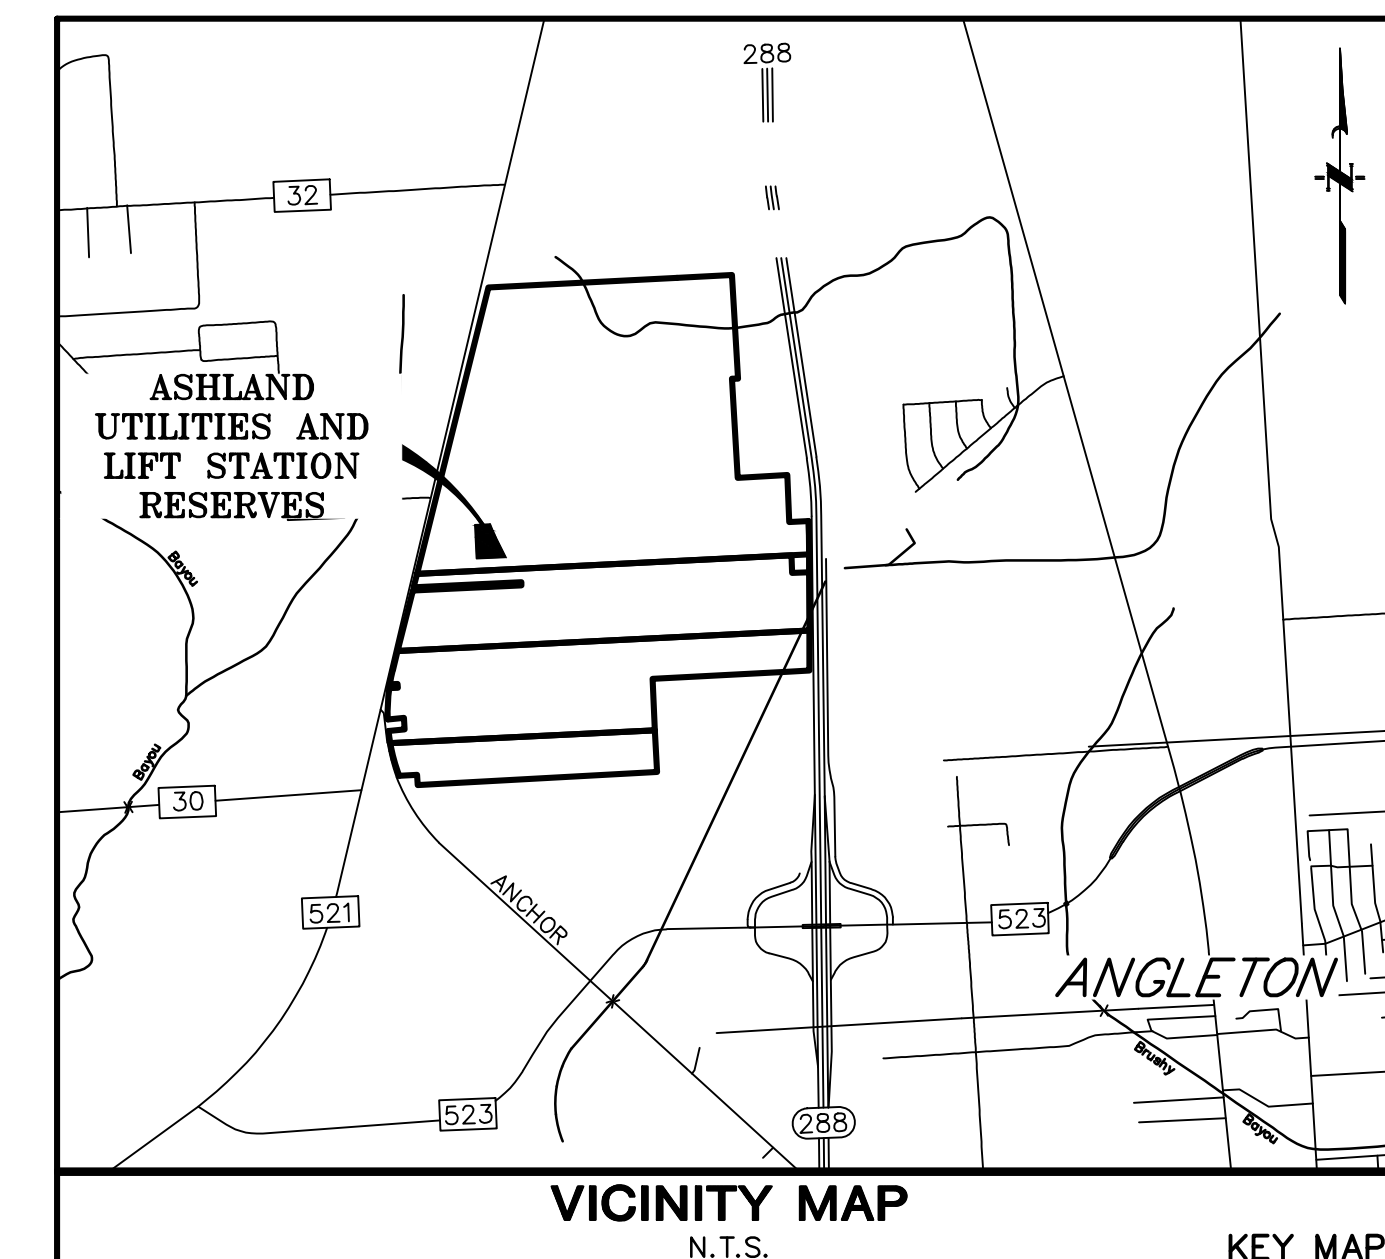 288
N
32
ASHLAND
UTILITIES AND
LIFT STATION
RESERVES
Bayou
Bayou
30
521
ANCHOR
523
ANGLETON
Brushy
Bayou
523
288
VICINITY MAP
N.T.S.
KEY MAP